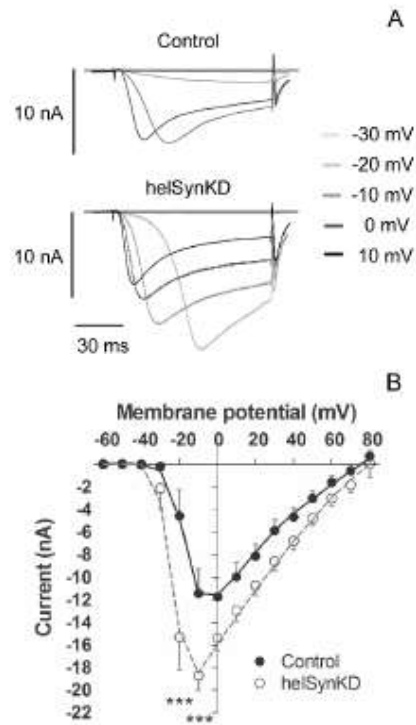 A
Control
10 nA
-30 mV
-20 mV
-10 mV
0 mV
10 mV
helSynKD
10 nA
30 ms
B
Membrane potential (mV)
-60 -40 -20 0 20 40 60 80
-2
-4
-6
-8
-10
-12
-14
-16
-18
-20
-22
Current (nA)
Control
helSynKD
***
***